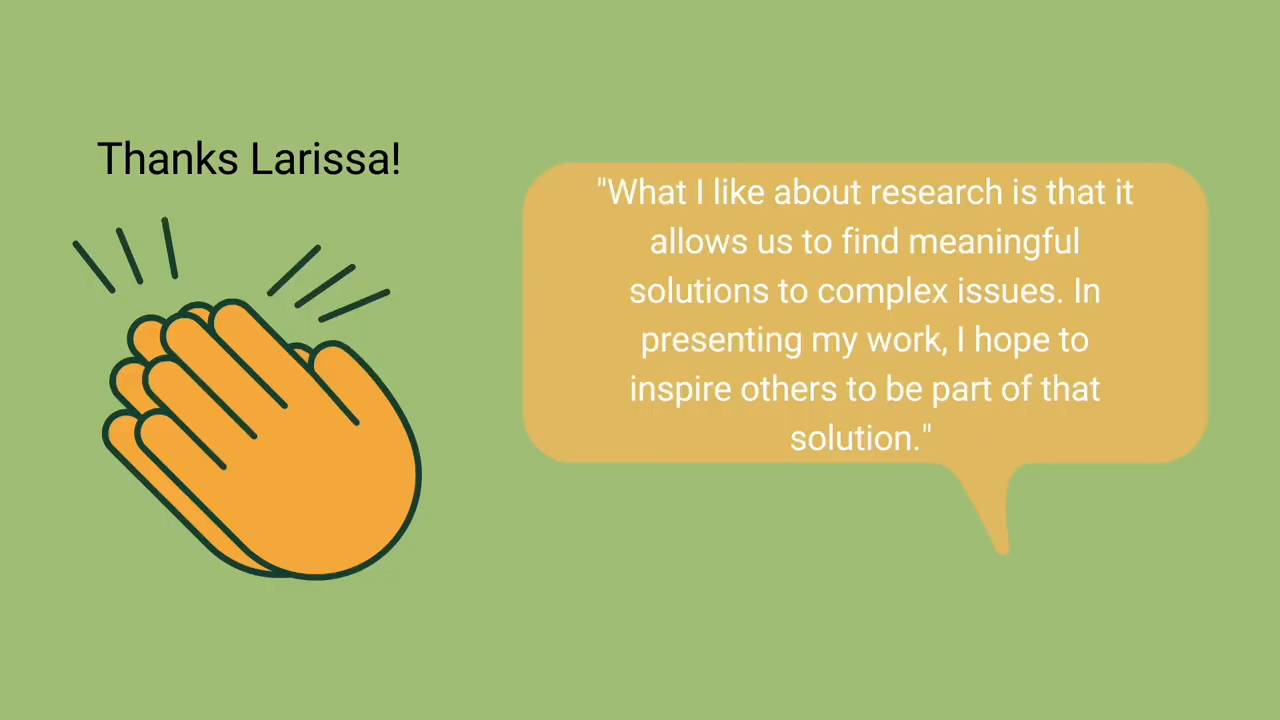 Thanks Larissa!
"What I like about research is that it
allows us to find meaningful
solutions to complex issues. In
presenting my work, I hope to
inspire others to be part of that
solution."